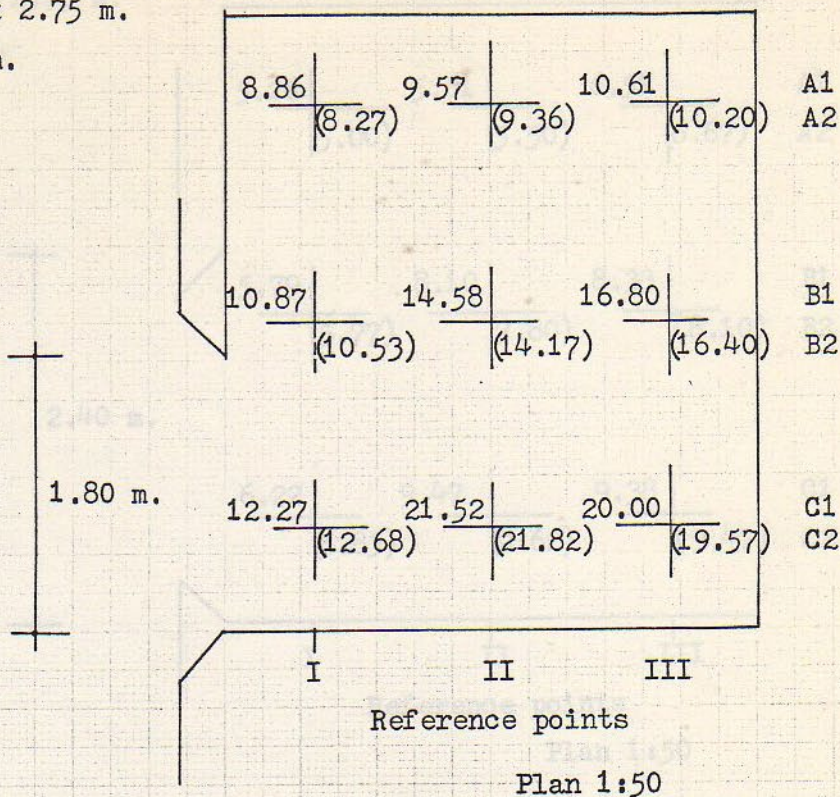 2.75 m.
8.86 9.57 10.61 A1
(8.27) (9.36) (10.20) A2
10.87 14.58 16.80 B1
(10.53) (14.17) (16.40) B2
1.80 m.
12.27 21.52 20.00 C1
(12.68) (21.82) (19.57) C2
I II III
Reference points
Plan 1:50